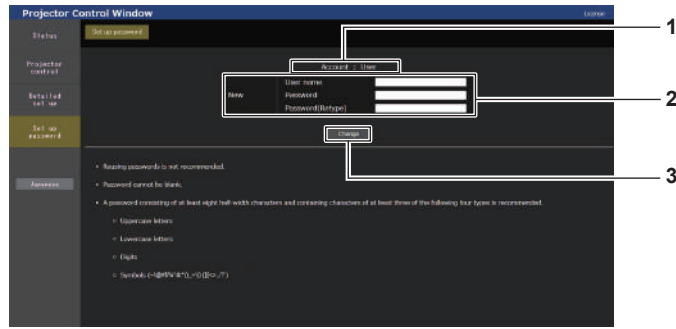 Projector Control Window
License
Status
Set up password
1
Projector
control
Account : User
User name
New
Password
2
Detailed
set up
Password(Retype)
Set up
password
Change
3
• Reusing passwords is not recommended.
Japanese
• Password cannot be blank.
• A password consisting of at least eight half-width characters and containing characters of at least three of the following four types is recommended.
○ Uppercase letters
○ Lowercase letters
○ Digits
○ Symbols